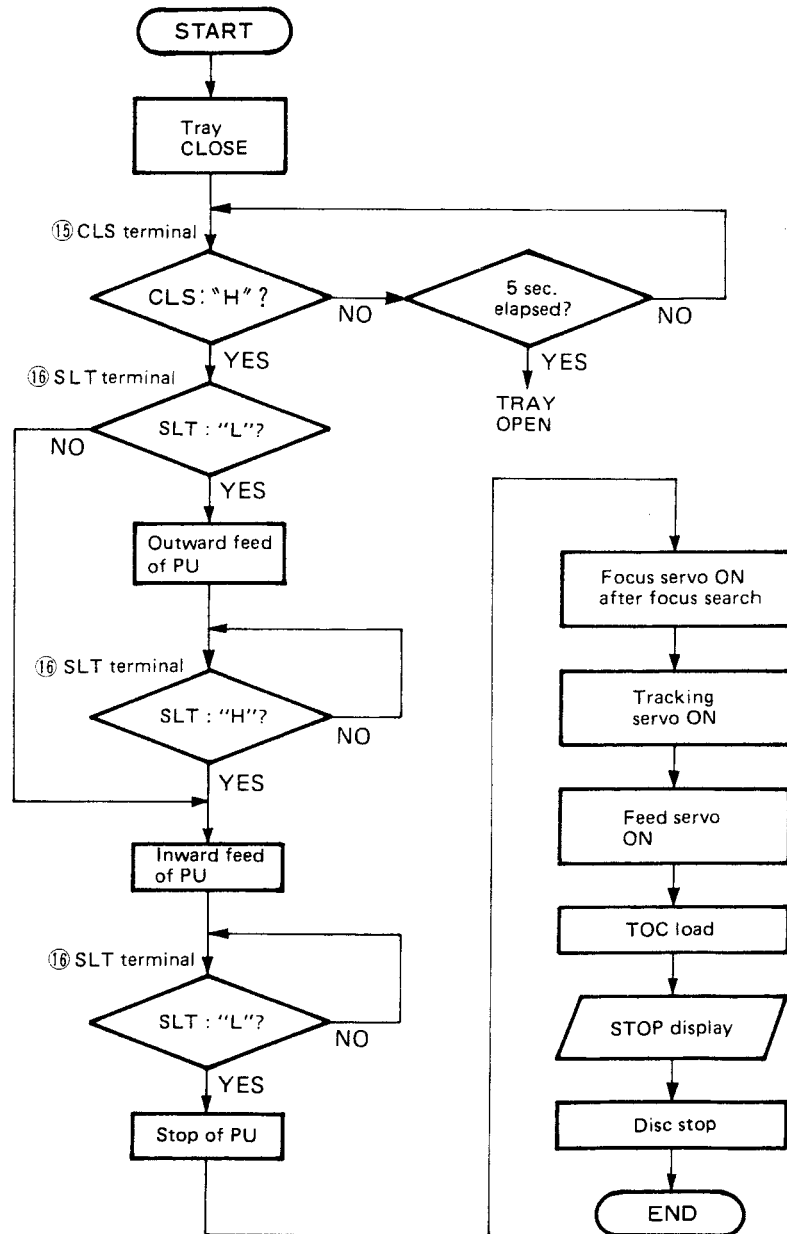 START
Tray
CLOSE
⑮ CLS terminal
CLS: "H" ?
NO
5 sec.
elapsed?
NO
YES
YES
TRAY
OPEN
⑯ SLT terminal
SLT : "L"?
NO
YES
Outward feed
of PU
⑯ SLT terminal
SLT : "H"?
NO
YES
Inward feed
of PU
⑯ SLT terminal
SLT : "L"?
NO
YES
Stop of PU
Focus servo ON
after focus search
Tracking
servo ON
Feed servo
ON
TOC load
STOP display
Disc stop
END